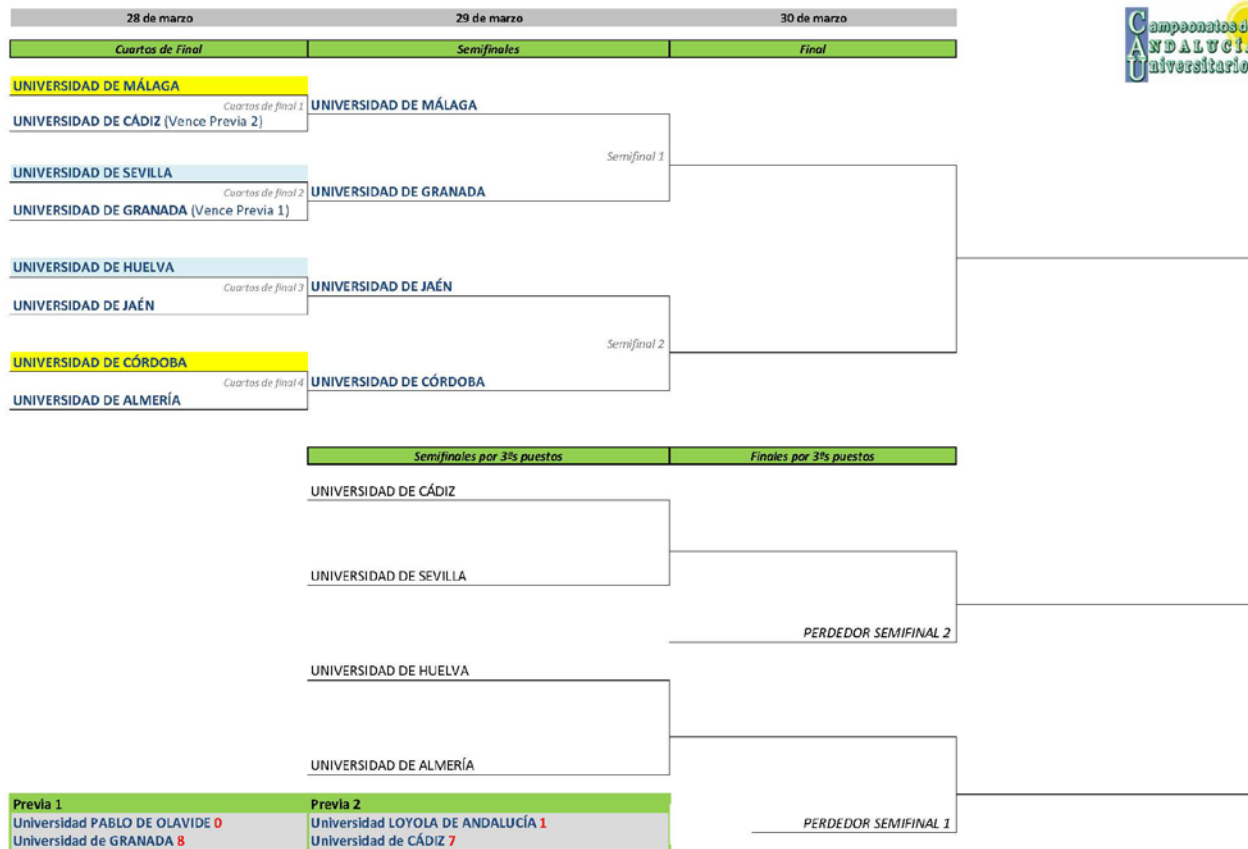 28 de marzo 29 de marzo 30 de marzo
Campeonatos d
ANDALUCÍ
Universitario
Cuartos de Final Semifinales Final
UNIVERSIDAD DE MÁLAGA
Cuartos de final 1 UNIVERSIDAD DE MÁLAGA
UNIVERSIDAD DE CÁDIZ (Vence Previa 2)
Semifinal 1
UNIVERSIDAD DE SEVILLA
Cuartos de final 2 UNIVERSIDAD DE GRANADA
UNIVERSIDAD DE GRANADA (Vence Previa 1)
UNIVERSIDAD DE HUELVA
Cuartos de final 3 UNIVERSIDAD DE JAÉN
UNIVERSIDAD DE JAÉN
Semifinal 2
UNIVERSIDAD DE CÓRDOBA
Cuartos de final 4 UNIVERSIDAD DE CÓRDOBA
UNIVERSIDAD DE ALMERÍA
Semifinales por 3ºs puestos Finales por 3ºs puestos
UNIVERSIDAD DE CÁDIZ
UNIVERSIDAD DE SEVILLA
PERDEDOR SEMIFINAL 2
UNIVERSIDAD DE HUELVA
UNIVERSIDAD DE ALMERÍA
Previa 1 Previa 2
Universidad PABLO DE OLAVIDE 0 Universidad LOYOLA DE ANDALUCÍA 1
PERDEDOR SEMIFINAL 1
Universidad de GRANADA 8 Universidad de CÁDIZ 7